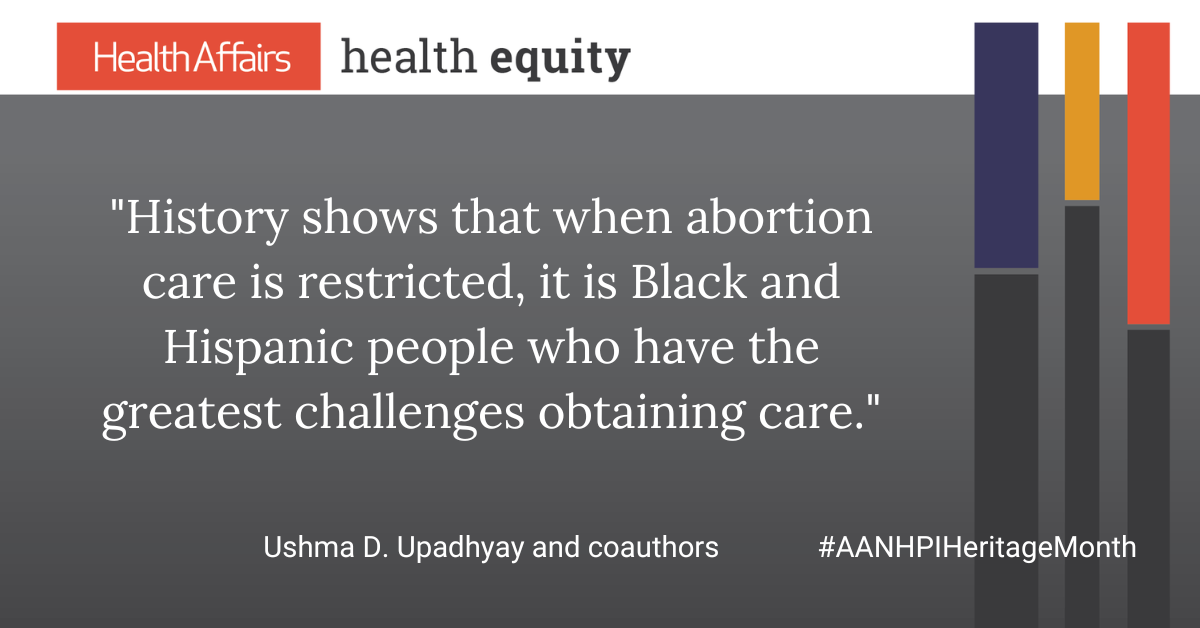 HealthAffairs health equity
"History shows that when abortion
care is restricted, it is Black and
Hispanic people who have the
greatest challenges obtaining care."
Ushma D. Upadhyay and coauthors #AANHPIHeritageMonth